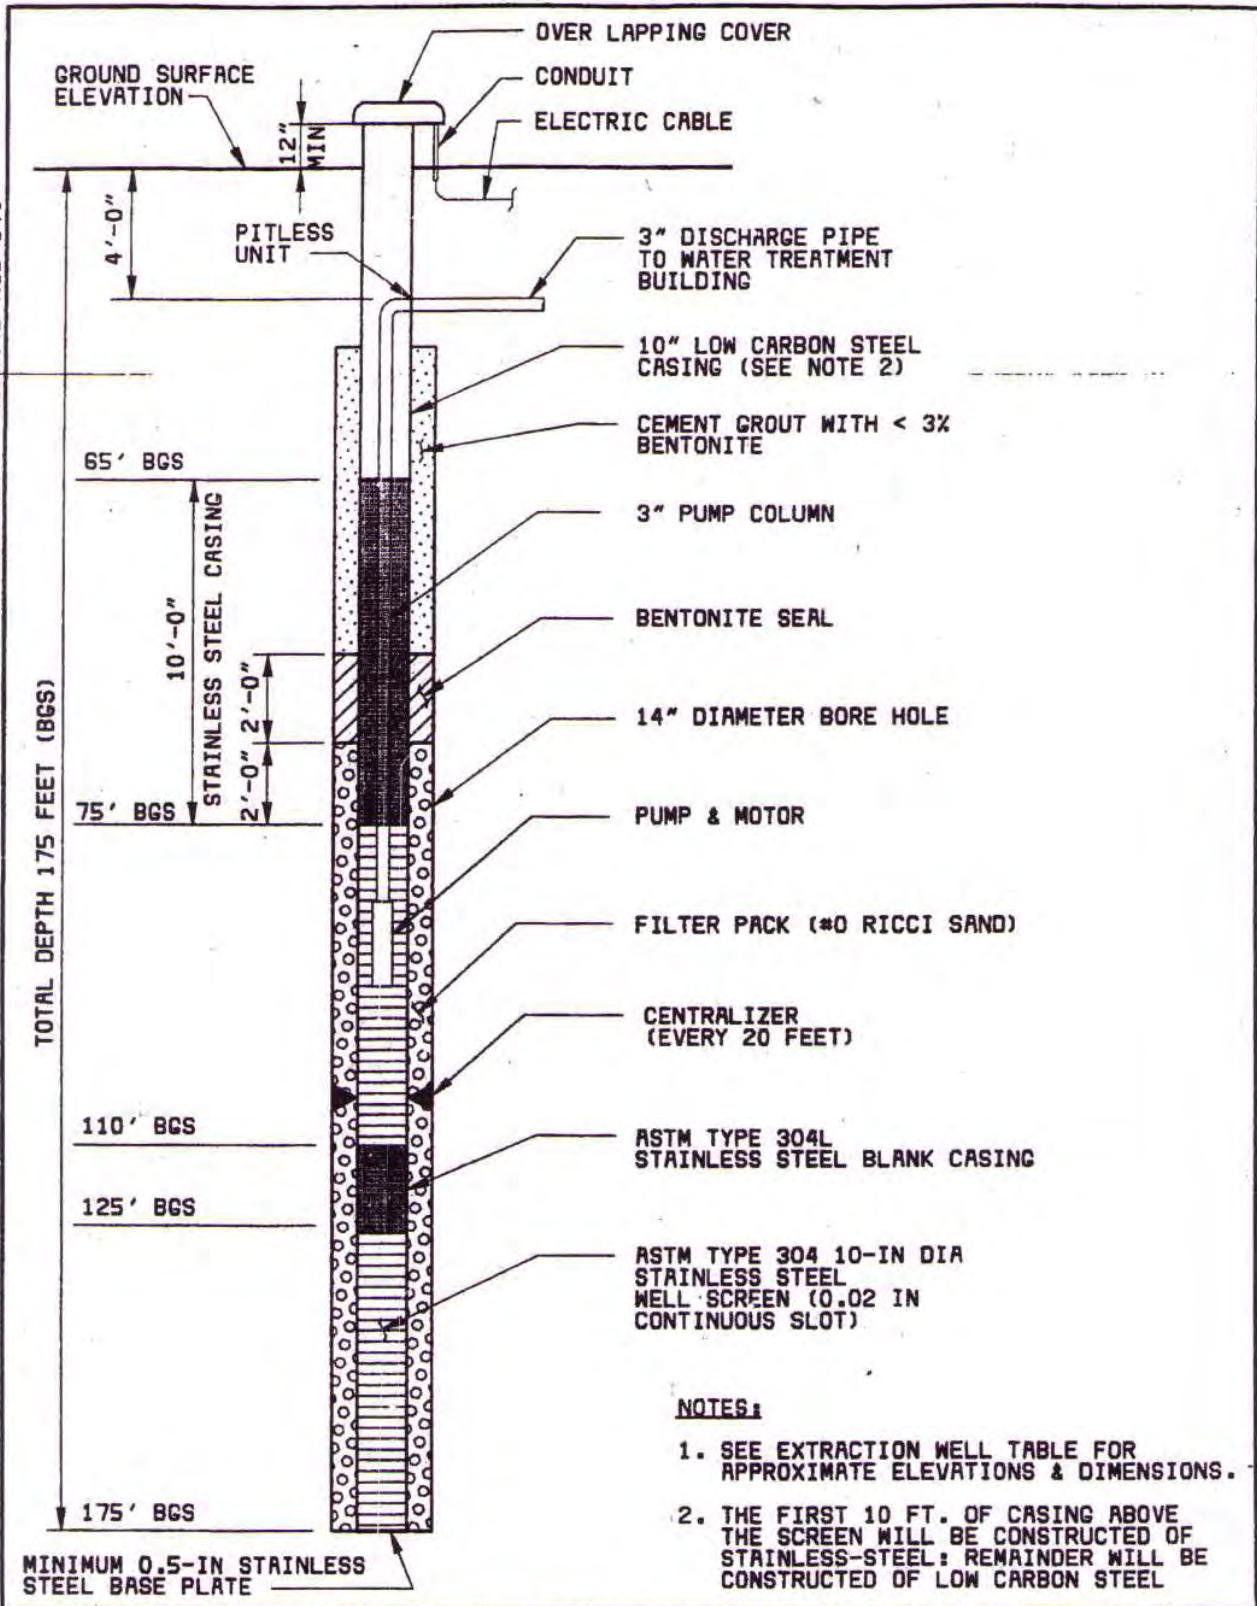 OVER LAPPING COVER
GROUND SURFACE
ELEVATION
CONDUIT
ELECTRIC CABLE
12"
MIN
4'-0"
PITLESS
UNIT
3" DISCHARGE PIPE
TO WATER TREATMENT
BUILDING
10" LOW CARBON STEEL
CASING (SEE NOTE 2)
CEMENT GROUT WITH < 3%
BENTONITE
65' BGS
3" PUMP COLUMN
10'-0"
STAINLESS STEEL CASING
BENTONITE SEAL
2'-0"
14" DIAMETER BORE HOLE
2'-0"
75' BGS
PUMP & MOTOR
TOTAL DEPTH 175 FEET (BGS)
FILTER PACK (#0 RICCI SAND)
CENTRALIZER
(EVERY 20 FEET)
110' BGS
ASTM TYPE 304L
STAINLESS STEEL BLANK CASING
125' BGS
ASTM TYPE 304 10-IN DIA
STAINLESS STEEL
WELL SCREEN (0.02 IN
CONTINUOUS SLOT)
175' BGS
MINIMUM 0.5-IN STAINLESS
STEEL BASE PLATE
NOTES:
1. SEE EXTRACTION WELL TABLE FOR
APPROXIMATE ELEVATIONS & DIMENSIONS.
2. THE FIRST 10 FT. OF CASING ABOVE
THE SCREEN WILL BE CONSTRUCTED OF
STAINLESS-STEEL: REMAINDER WILL BE
CONSTRUCTED OF LOW CARBON STEEL